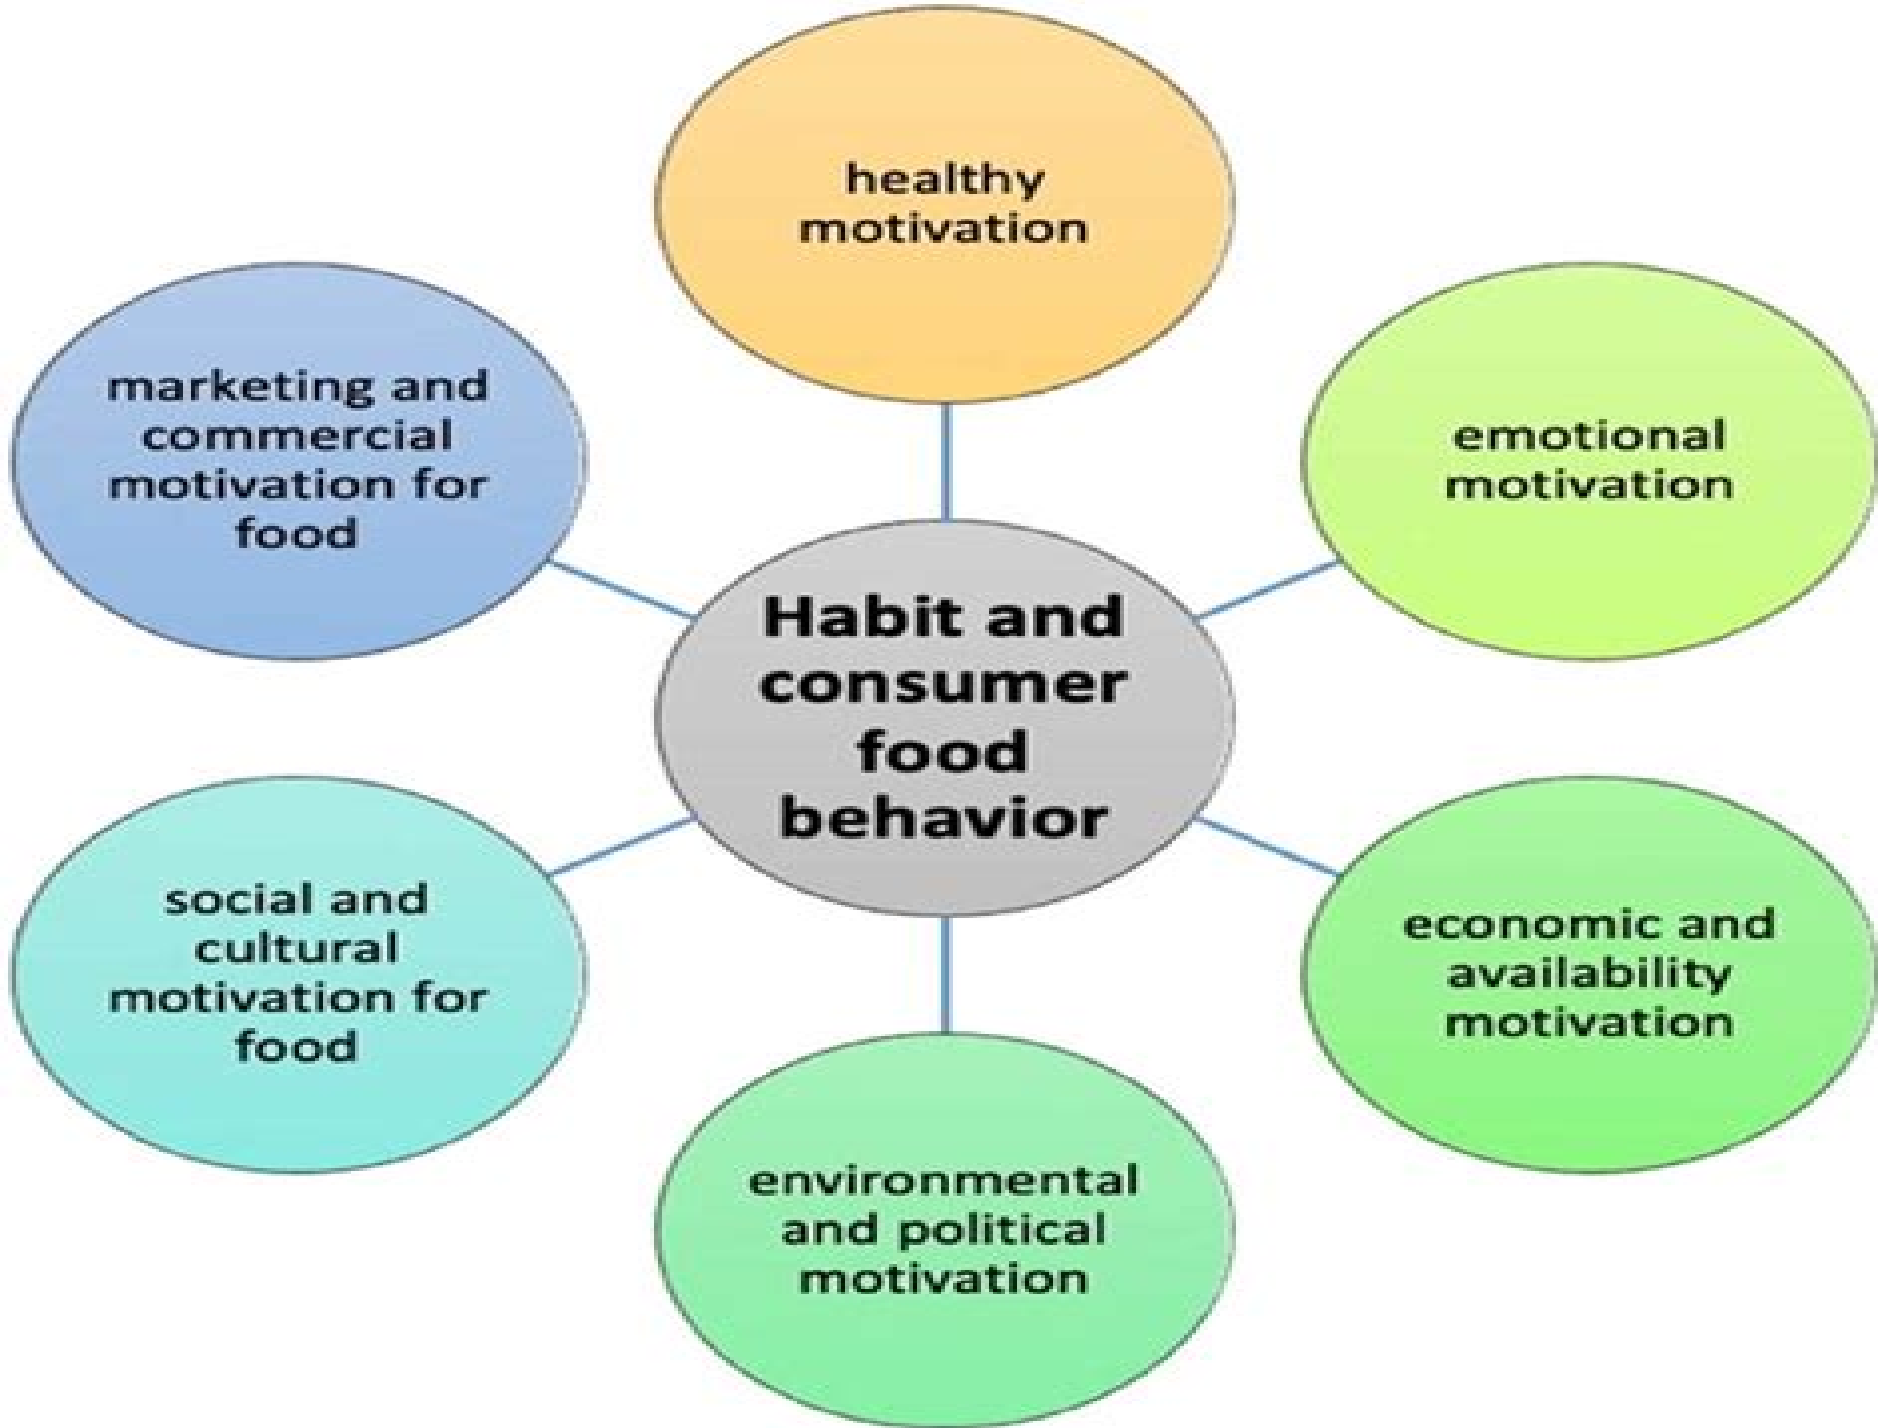 healthy
motivation
emotional
motivation
economic and
availability
motivation
environmental
and political
motivation
social and
cultural
motivation for
food
marketing and
commercial
motivation for
food
Habit and
consumer
food
behavior